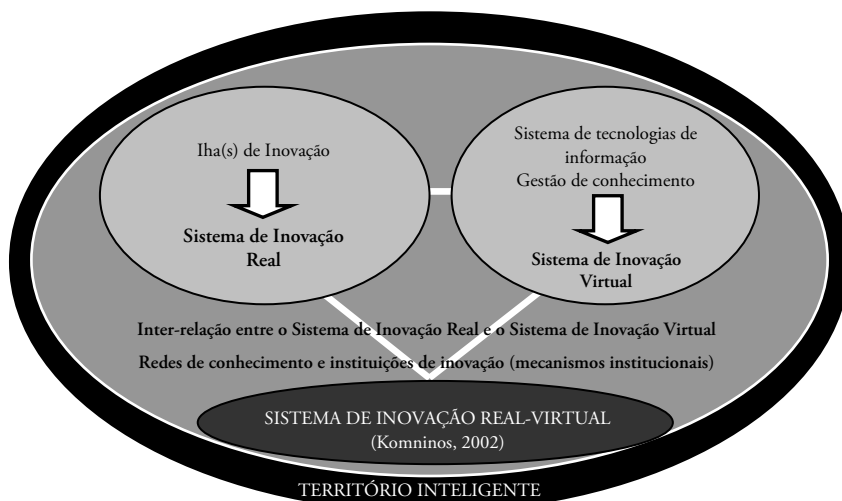 Iha(s) de Inovação
Sistema de Inovação
Real
Sistema de tecnologias de
informação
Gestão de conhecimento
Sistema de Inovação
Virtual
Inter-relação entre o Sistema de Inovação Real e o Sistema de Inovação Virtual
Redes de conhecimento e instituições de inovação (mecanismos institucionais)
SISTEMA DE INOVAÇÃO REAL-VIRTUAL
(Komninos, 2002)
TERRITÓRIO INTELIGENTE